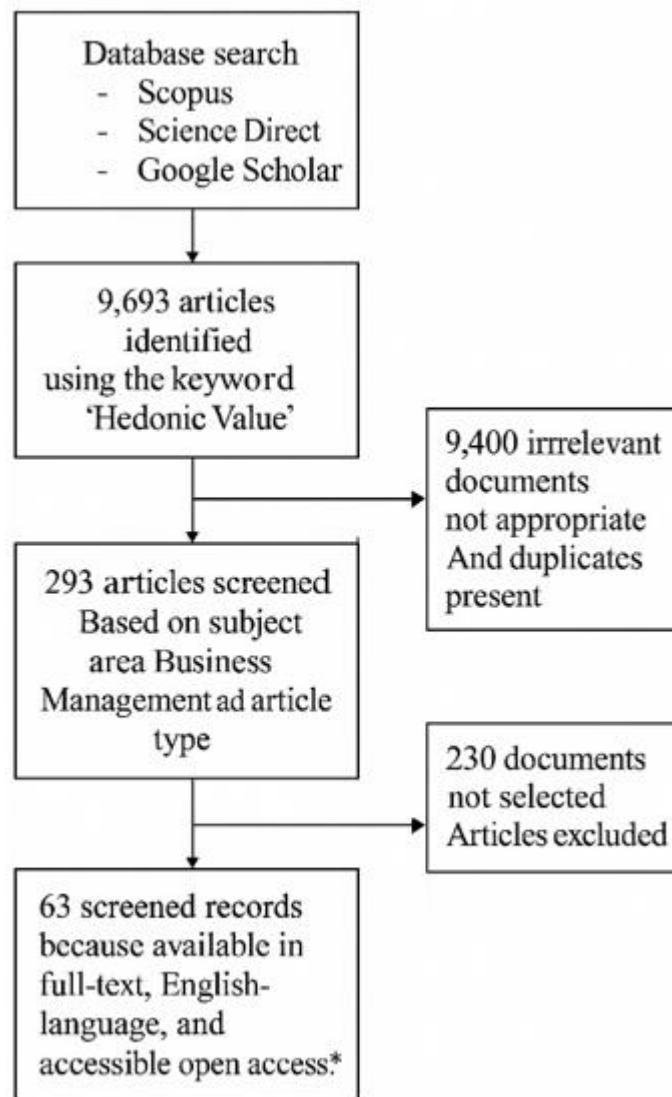 Database search
- Scopus
- Science Direct
- Google Scholar
9,693 articles
identified
using the keyword
‘Hedonic Value’
9,400 irrrelevant
documents
not appropriate
And duplicates
present
293 articles screened
Based on subject
area Business
Management ad article
type
230 documents
not selected
Articles excluded
63 screened records
because available in
full-text, English-
language, and
accessible open access.*